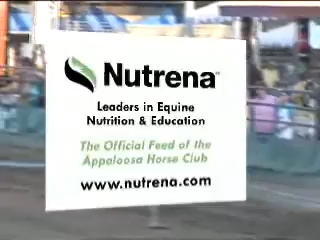 Nutrena
Leaders in Equine
Nutrition & Education
The Official Feed of the
Appaloosa Horse Club
www.nutrena.com